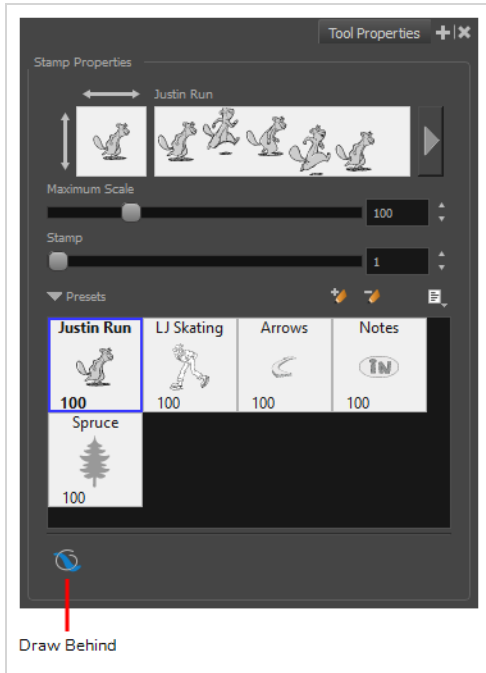 Tool Properties
Stamp Properties
Justin Run
Maximum Scale
100
Stamp
1
Presets
Justin Run LJ Skating Arrows Notes
IN
100 100 100 100
Spruce
100
Draw Behind